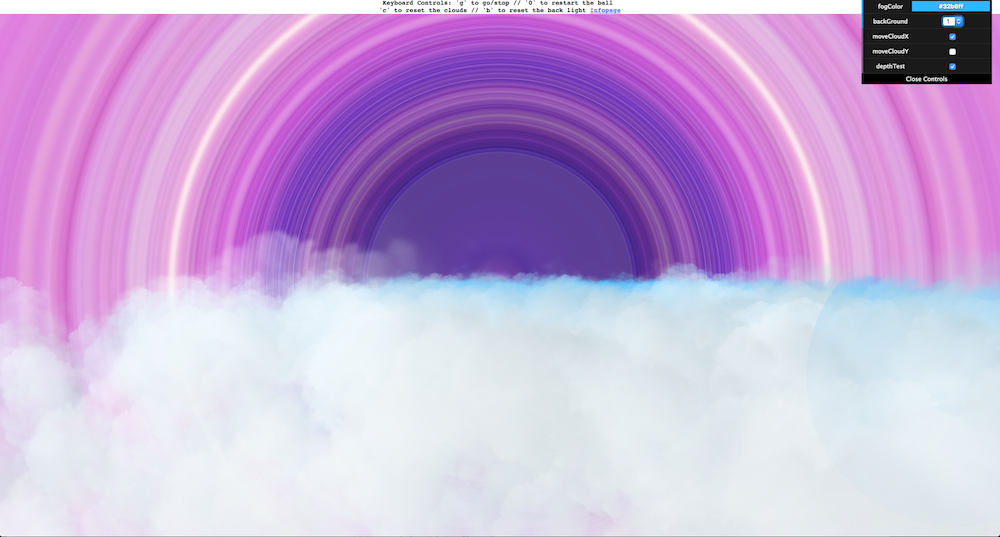 Keyboard Controls: `g` to go/stop // `0` to restart the ball
`c` to reset the clouds // `b` to reset the back light Infopage
fogColor #32b8ff
backGround 1
moveCloudX
moveCloudY
depthTest
Close Controls